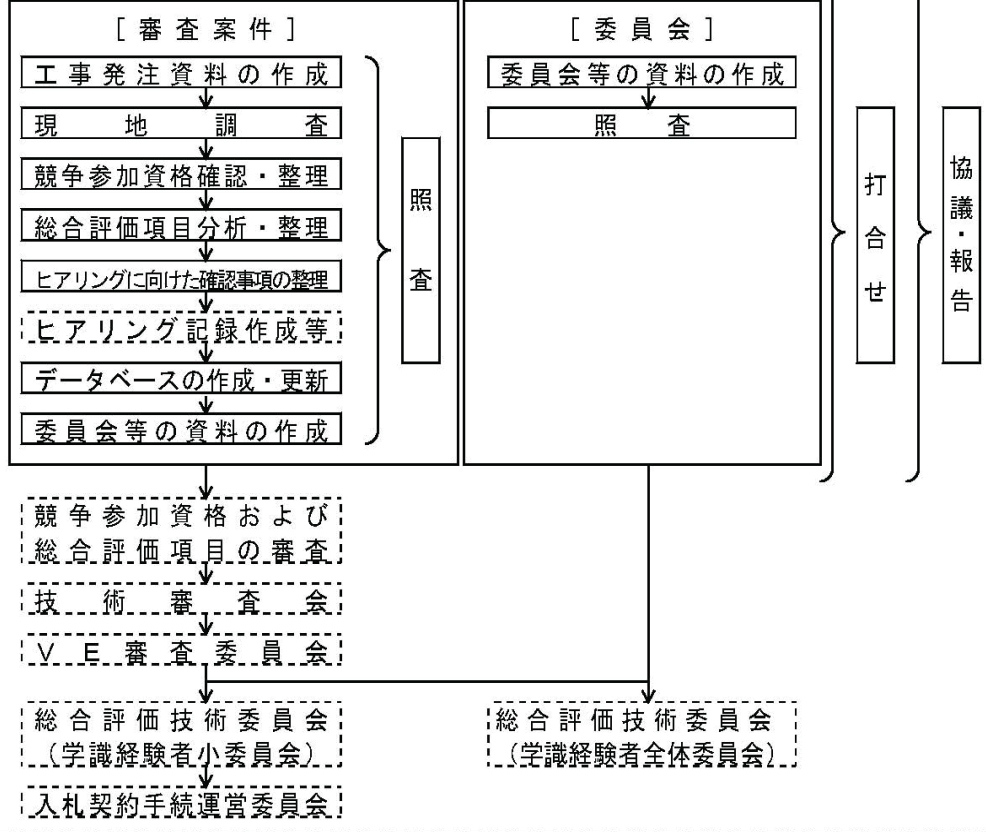 [審査案件]
工事発注資料の作成
現地調査
競争参加資格確認・整理
総合評価項目分析・整理
ヒアリングに向けた確認事項の整理
ヒアリング記録作成等
データベースの作成・更新
委員会等の資料の作成
照査
[委員会]
委員会等の資料の作成
照査
打合せ
協議・報告
競争参加資格および
総合評価項目の審査
技術審査会
VE審査委員会
総合評価技術委員会
(学識経験者小委員会)
入札契約手続運営委員会
総合評価技術委員会
(学識経験者全体委員会)